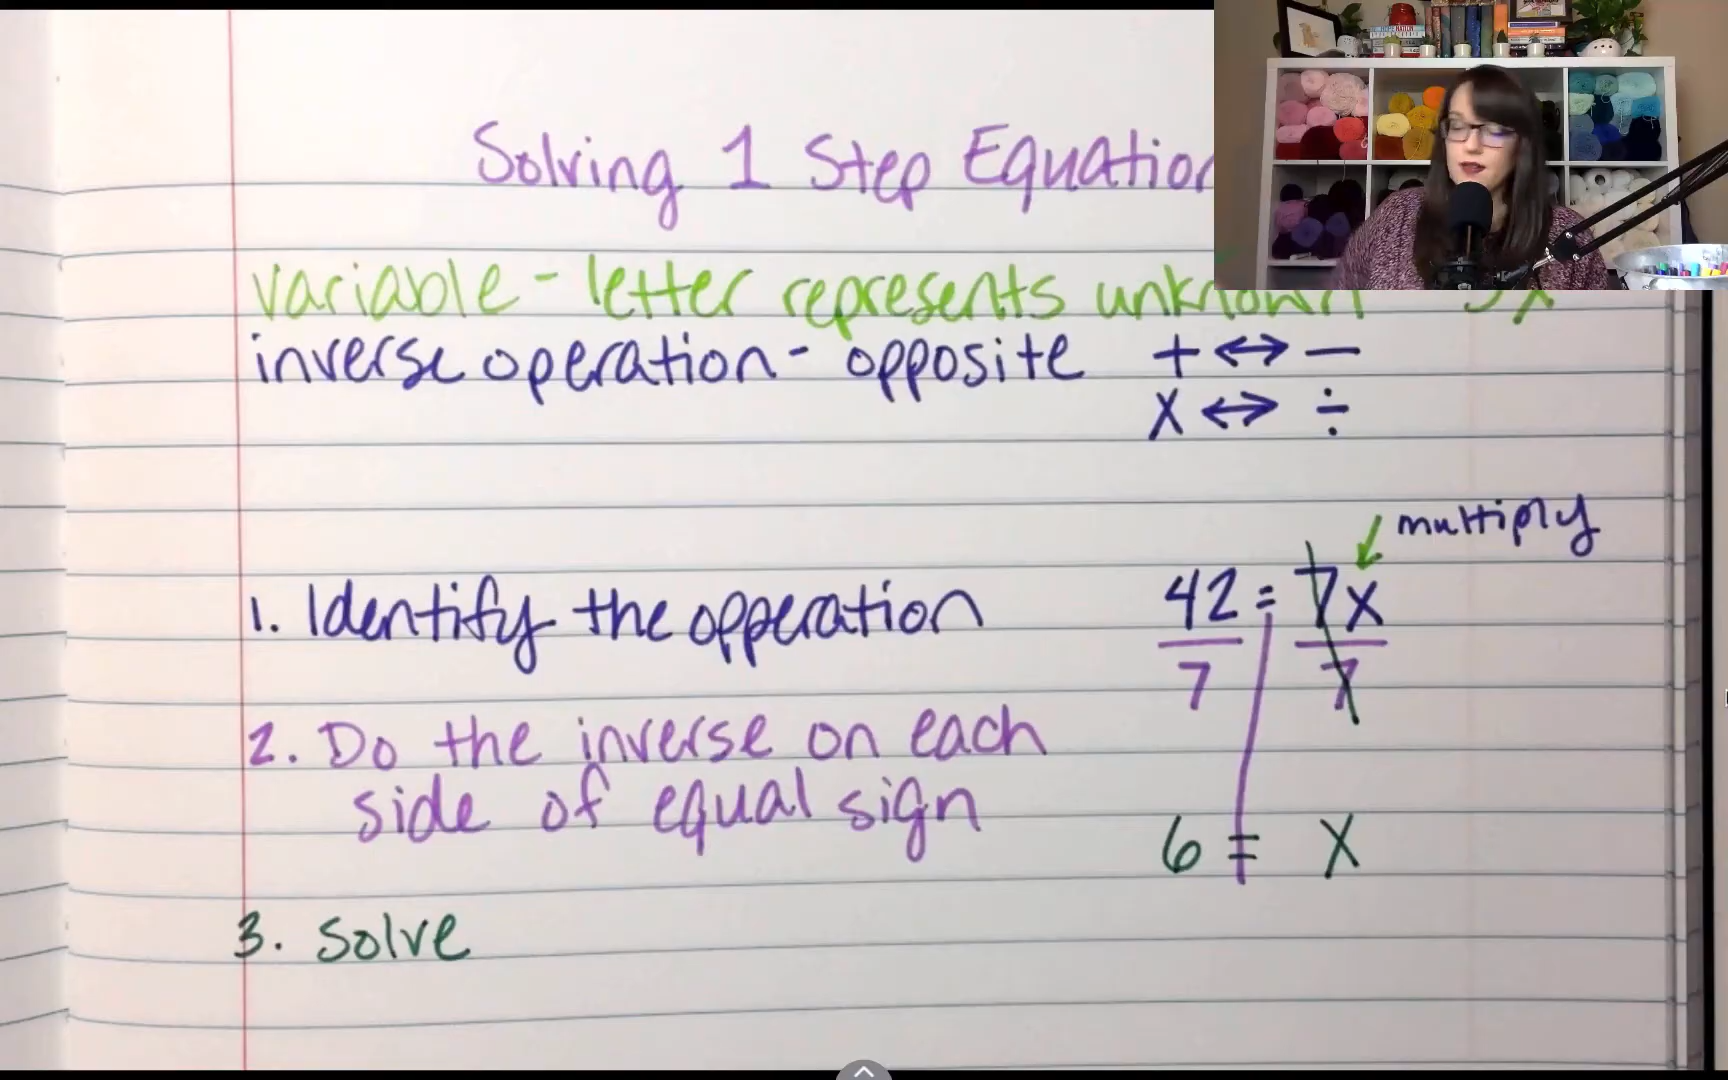 Solving 1 Step Equation
variable - letter represents unknown
inverse operation - opposite + ↔ −
x ↔ ÷
multiply
1. Identify the opperation 42 = 7x
7 7
2. Do the inverse on each
side of equal sign
6 = x
3. Solve